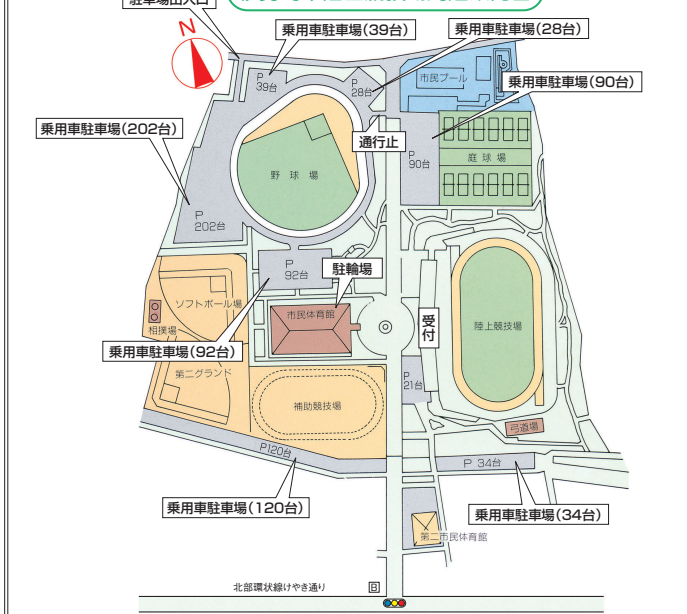 駐車場出入口
N
乗用車駐車場(39台)
乗用車駐車場(28台)
P
39台
P
28台
市民プール
乗用車駐車場(90台)
乗用車駐車場(202台)
通行止
P
90台
庭球場
野球場
P
202台
P
92台
駐輪場
ソフトボール場
市民体育館
相撲場
受付
陸上競技場
乗用車駐車場(92台)
第二グランド
P
21台
補助競技場
弓道場
P120台
P 34台
乗用車駐車場(120台)
乗用車駐車場(34台)
第二市民体育館
北部環状線けやき通り
B